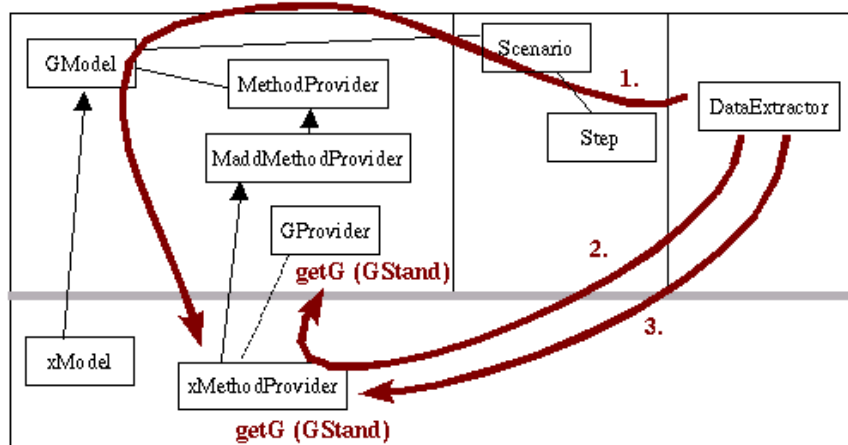 Scenario
GModel
1.
MethodProvider
DataExtractor
Step
MaddMethodProvider
GProvider
2.
getG (GStand)
3.
xModel
xMethodProvider
getG (GStand)